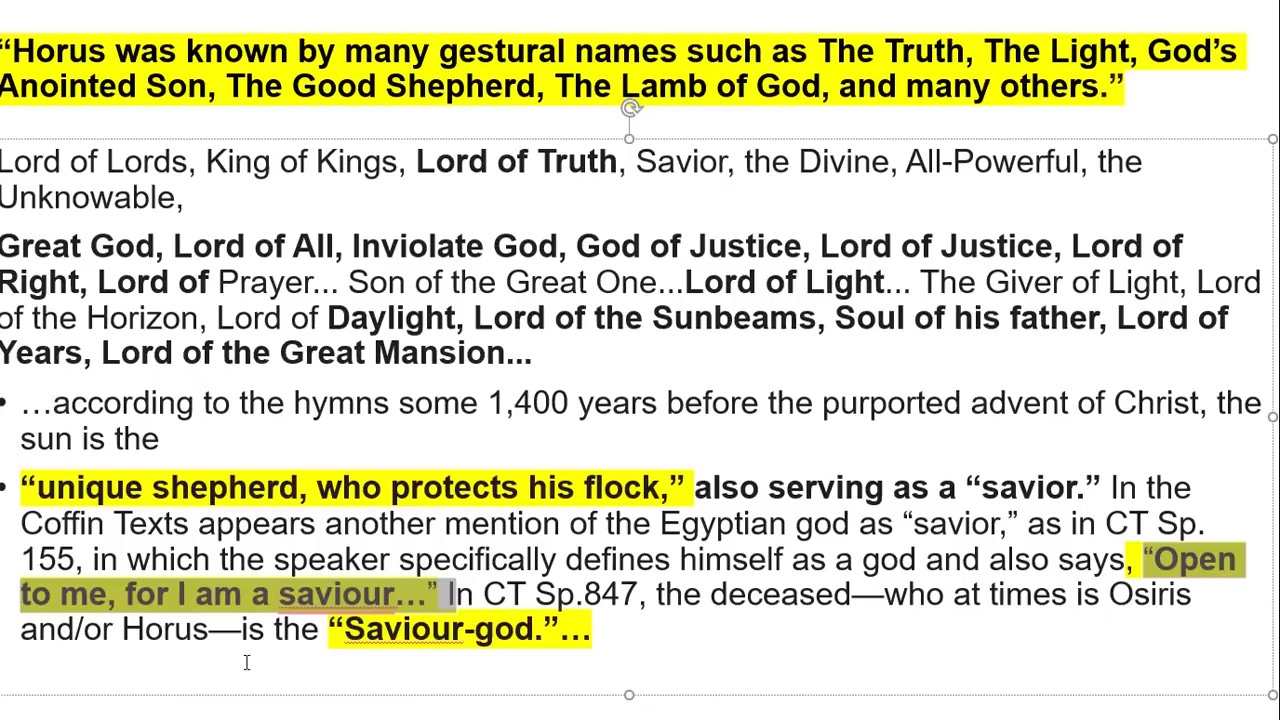 “Horus was known by many gestural names such as The Truth, The Light, God’s
Anointed Son, The Good Shepherd, The Lamb of God, and many others.”
Lord of Lords, King of Kings, Lord of Truth, Savior, the Divine, All-Powerful, the
Unknowable,
Great God, Lord of All, Inviolate God, God of Justice, Lord of Justice, Lord of
Right, Lord of Prayer... Son of the Great One...Lord of Light... The Giver of Light, Lord
of the Horizon, Lord of Daylight, Lord of the Sunbeams, Soul of his father, Lord of
Years, Lord of the Great Mansion...
• …according to the hymns some 1,400 years before the purported advent of Christ, the
sun is the
• “unique shepherd, who protects his flock,” also serving as a “savior.” In the
Coffin Texts appears another mention of the Egyptian god as “savior,” as in CT Sp.
155, in which the speaker specifically defines himself as a god and also says, “Open
to me, for I am a saviour…” In CT Sp.847, the deceased—who at times is Osiris
and/or Horus—is the “Saviour-god.”…